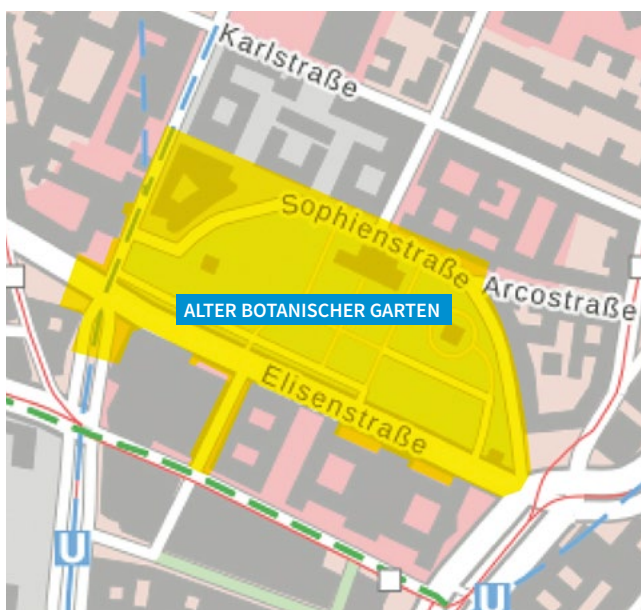 Karlstraße
Sophienstraße
Arcostraße
ALTER BOTANISCHER GARTEN
Elisenstraße
U
U